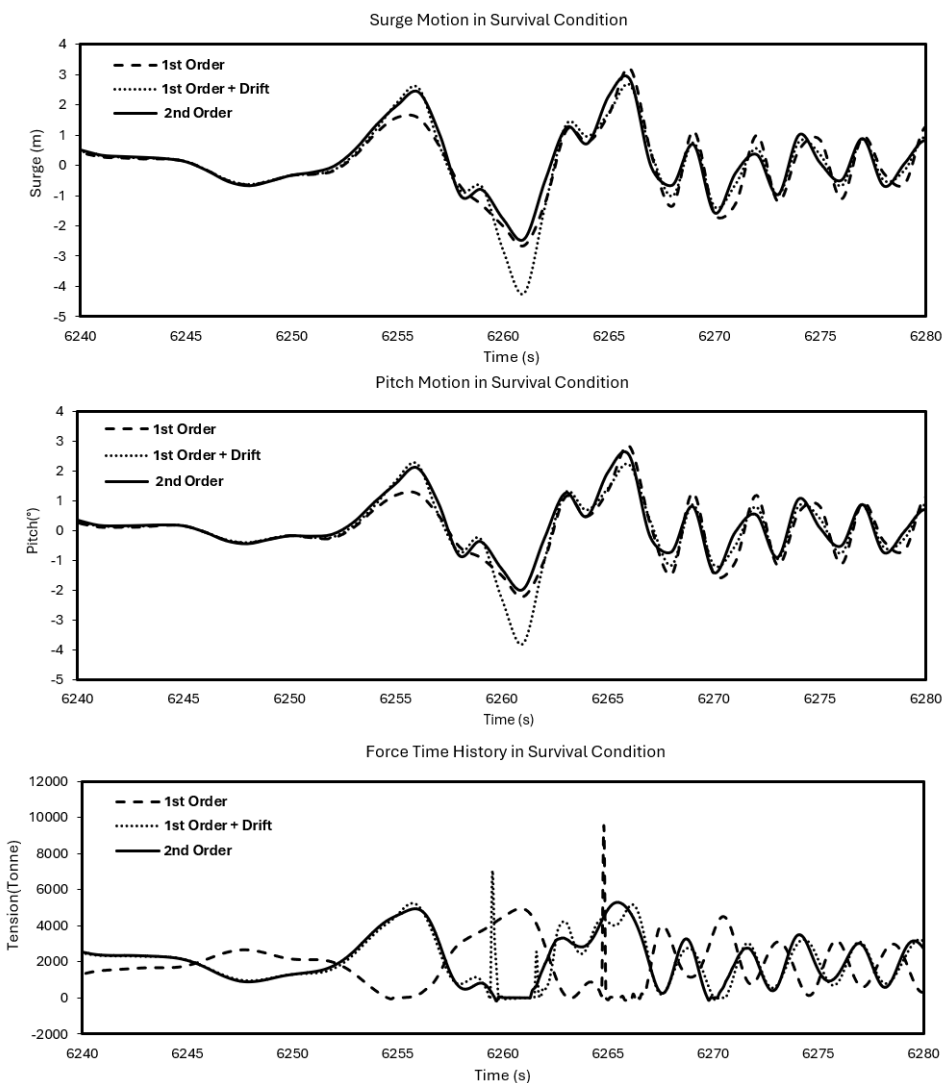 Surge Motion in Survival Condition
4
3
2
1
0
-1
-2
-3
-4
-5
Surge (m)
1st Order
1st Order + Drift
2nd Order
6240 6245 6250 6255 6260 6265 6270 6275 6280
Time (s)
Pitch Motion in Survival Condition
4
3
2
1
0
-1
-2
-3
-4
-5
Pitch(°)
1st Order
1st Order + Drift
2nd Order
6240 6245 6250 6255 6260 6265 6270 6275 6280
Time (s)
Force Time History in Survival Condition
12000
10000
8000
6000
4000
2000
0
-2000
Tension(Tonne)
1st Order
1st Order + Drift
2nd Order
6240 6245 6250 6255 6260 6265 6270 6275 6280
Time (s)